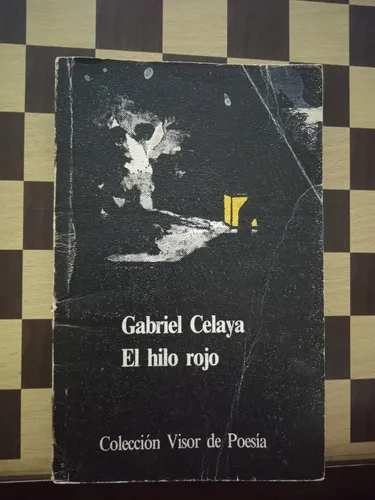 Gabriel Celaya
El hilo rojo
Colección Visor de Poesía